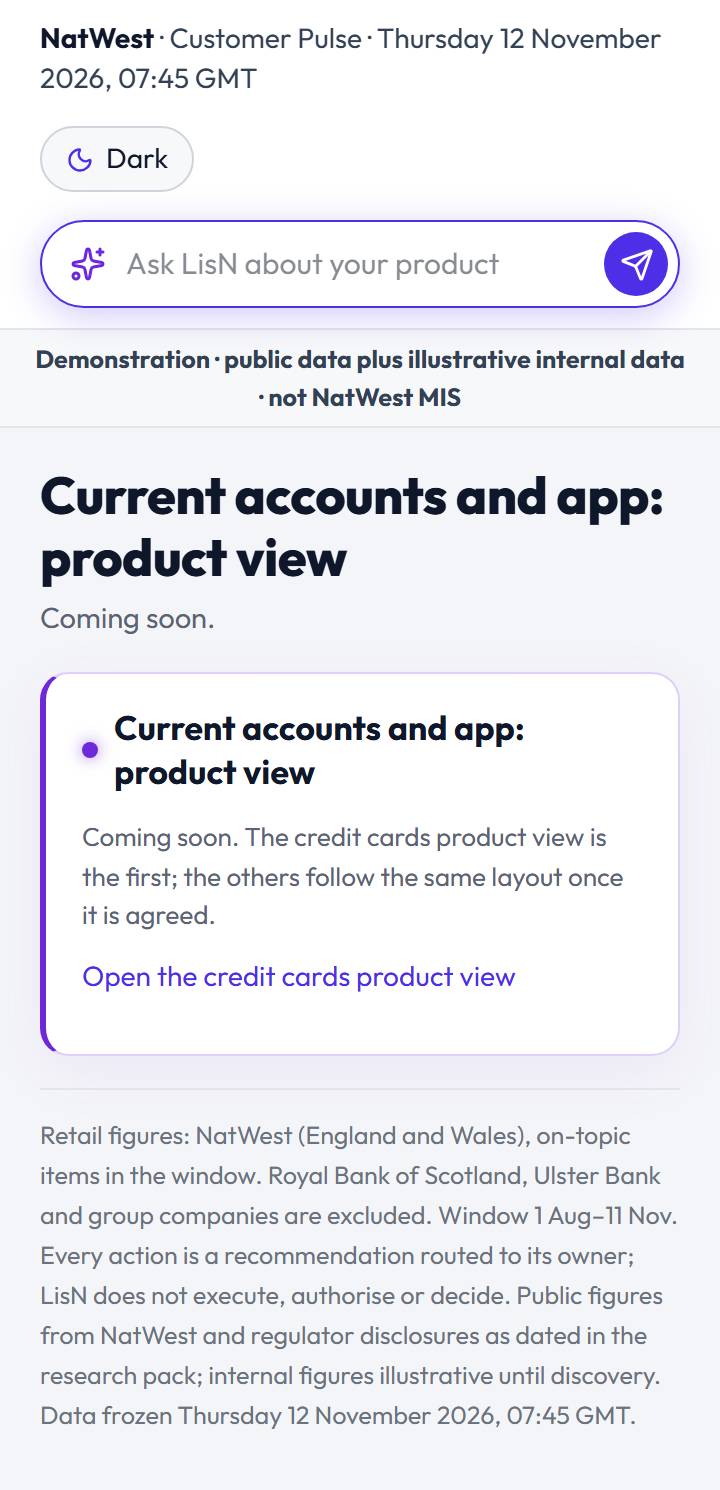 NatWest · Customer Pulse · Thursday 12 November
2026, 07:45 GMT
Dark
Ask LisN about your product
Demonstration · public data plus illustrative internal data
· not NatWest MIS
Current accounts and app:
product view
Coming soon.
Current accounts and app:
product view
Coming soon. The credit cards product view is
the first; the others follow the same layout once
it is agreed.
Open the credit cards product view
Retail figures: NatWest (England and Wales), on-topic
items in the window. Royal Bank of Scotland, Ulster Bank
and group companies are excluded. Window 1 Aug–11 Nov.
Every action is a recommendation routed to its owner;
LisN does not execute, authorise or decide. Public figures
from NatWest and regulator disclosures as dated in the
research pack; internal figures illustrative until discovery.
Data frozen Thursday 12 November 2026, 07:45 GMT.